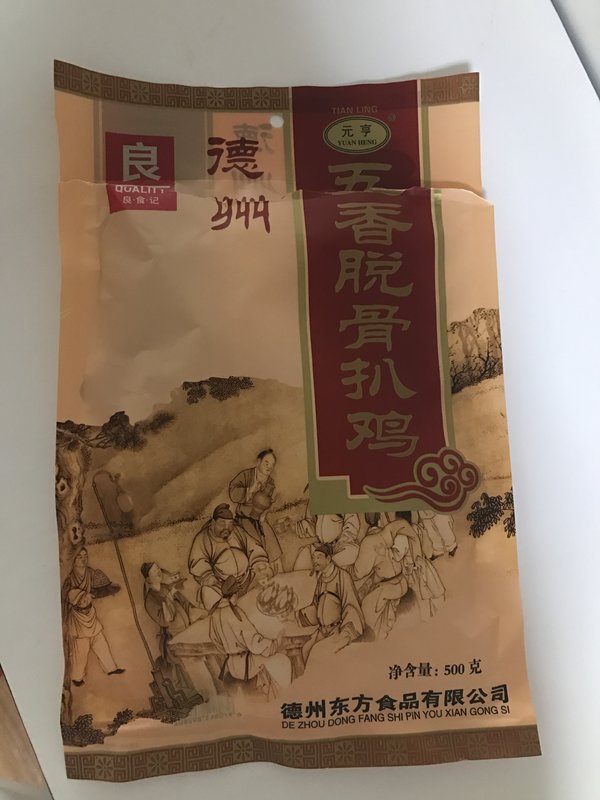 TIAN LING
元亨
YUAN HENG
良
QUALITY
良·食·记
德州
五香脱骨扒鸡
净含量：500克
德州东方食品有限公司
DE ZHOU DONG FANG SHI PIN YOU XIAN GONG SI